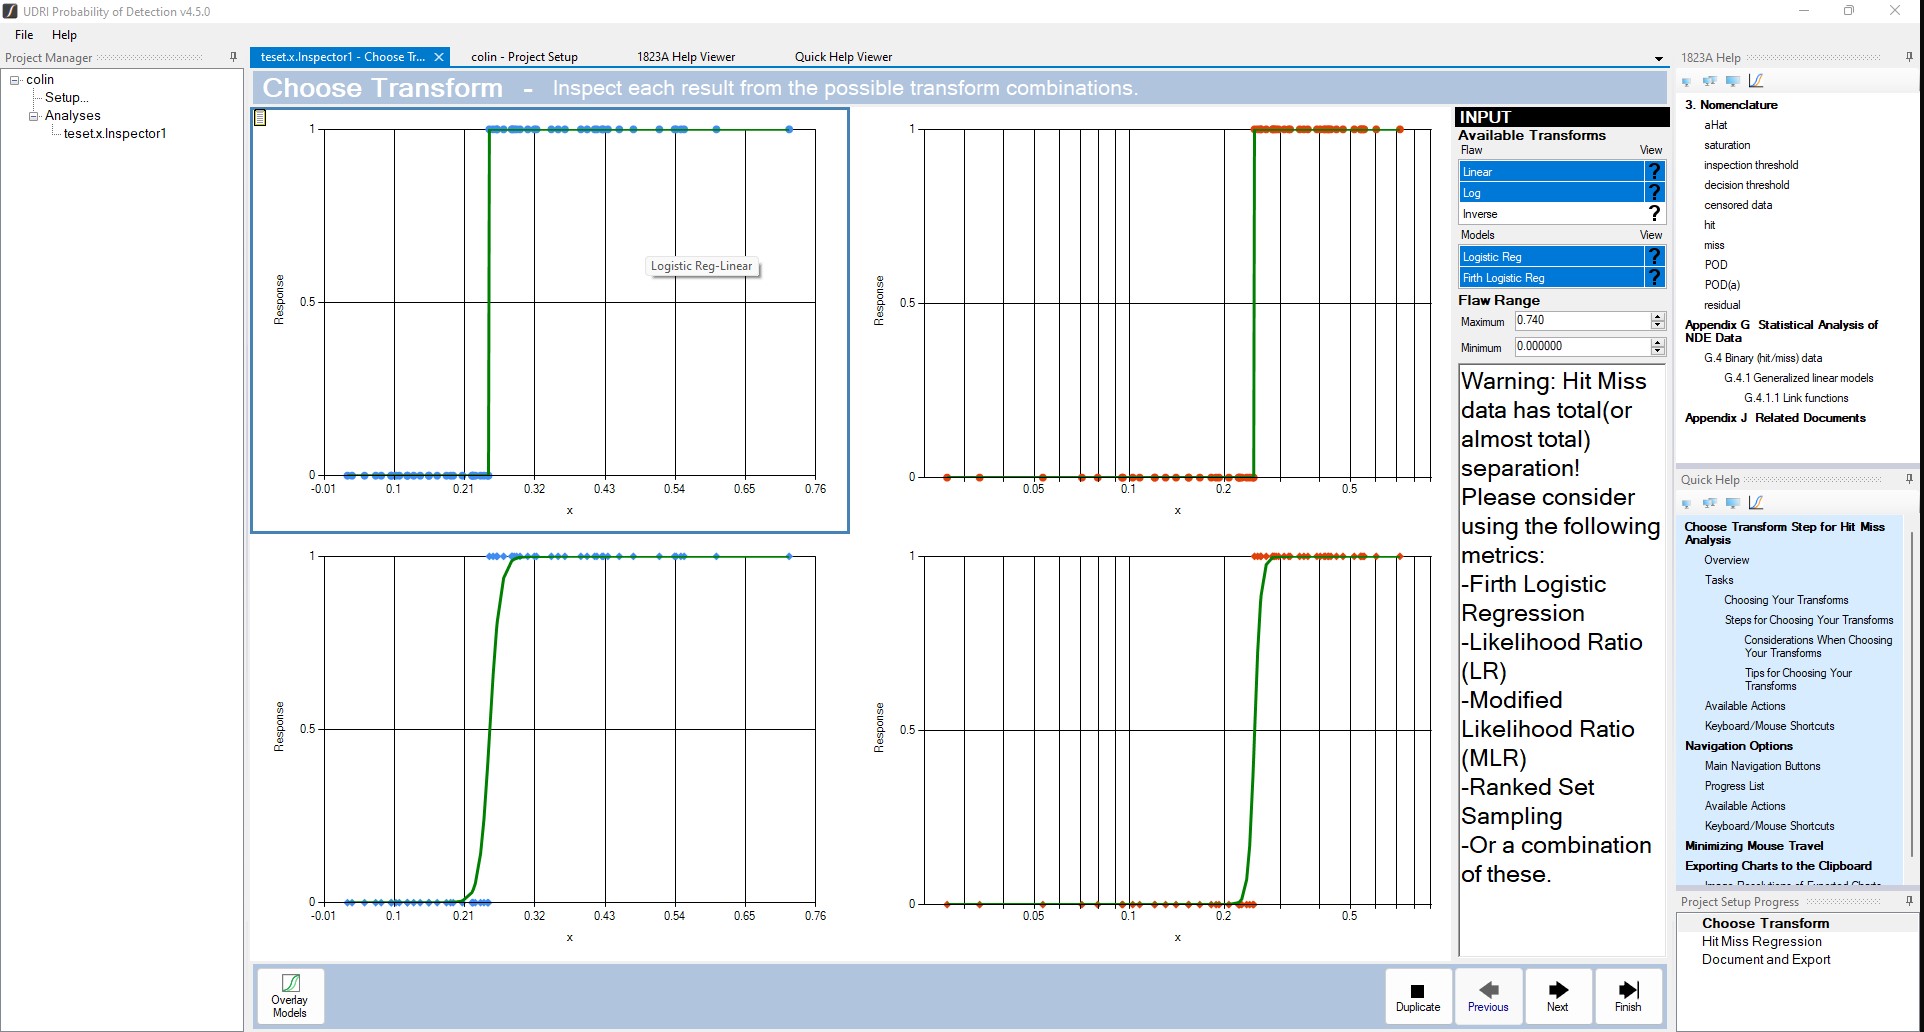 UDRI Probability of Detection v4.5.0
File Help
Project Manager
colin
Setup...
Analyses
teset.x.Inspector1
teset.x.Inspector1 - Choose Tr...
colin - Project Setup
1823A Help Viewer
Quick Help Viewer
Choose Transform - Inspect each result from the possible transform combinations.
1
0.5
0
Response
-0.01 0.1 0.21 0.32 0.43 0.54 0.65 0.76
x
Logistic Reg-Linear
1
0.5
0
Response
0.05 0.1 0.2 0.5
x
1
0.5
0
Response
-0.01 0.1 0.21 0.32 0.43 0.54 0.65 0.76
x
1
0.5
0
Response
0.05 0.1 0.2 0.5
x
INPUT
Available Transforms
Flaw View
Linear ?
Log ?
Inverse ?
Models View
Logistic Reg ?
Firth Logistic Reg ?
Flaw Range
Maximum 0.740
Minimum 0.000000
Warning: Hit Miss
data has total(or
almost total)
separation!
Please consider
using the following
metrics:
-Firth Logistic
Regression
-Likelihood Ratio
(LR)
-Modified
Likelihood Ratio
(MLR)
-Ranked Set
Sampling
-Or a combination
of these.
Overlay
Models
Duplicate
Previous
Next
Finish
1823A Help
3. Nomenclature
aHat
saturation
inspection threshold
decision threshold
censored data
hit
miss
POD
POD(a)
residual
Appendix G Statistical Analysis of
NDE Data
G.4 Binary (hit/miss) data
G.4.1 Generalized linear models
G.4.1.1 Link functions
Appendix J Related Documents
Quick Help
Choose Transform Step for Hit Miss
Analysis
Overview
Tasks
Choosing Your Transforms
Steps for Choosing Your Transforms
Considerations When Choosing
Your Transforms
Tips for Choosing Your
Transforms
Available Actions
Keyboard/Mouse Shortcuts
Navigation Options
Main Navigation Buttons
Progress List
Available Actions
Keyboard/Mouse Shortcuts
Minimizing Mouse Travel
Exporting Charts to the Clipboard
Image Resolutions of Exported Charts
Project Setup Progress
Choose Transform
Hit Miss Regression
Document and Export